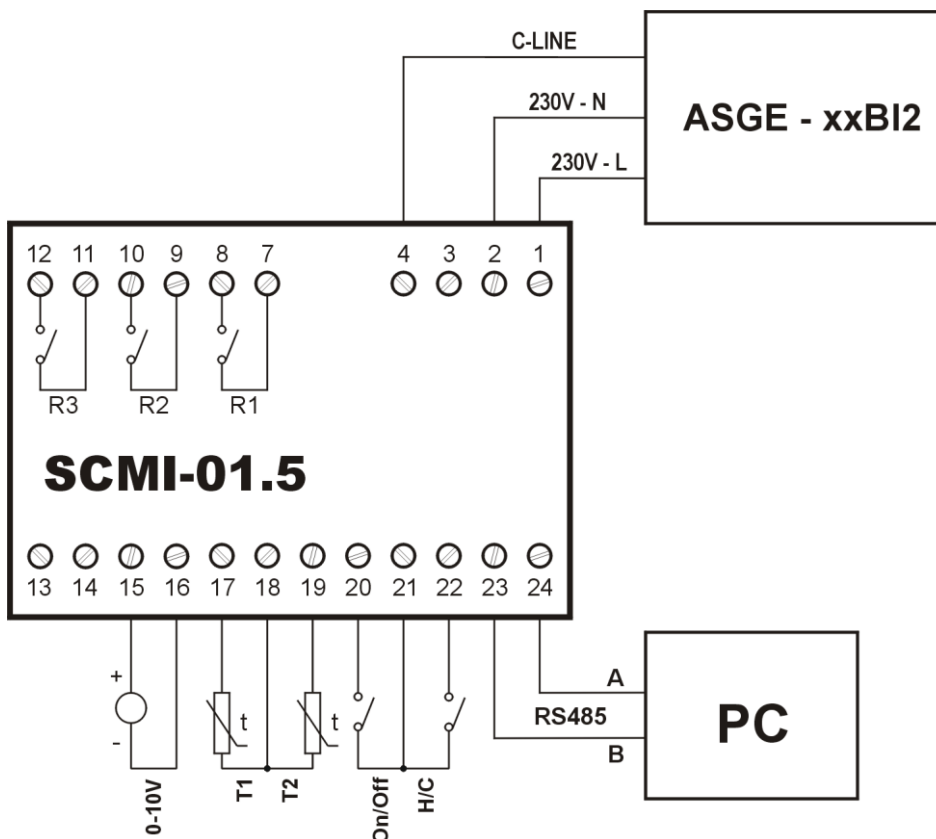 C-LINE
230V - N
230V - L
ASGE - xxBI2
12 11 10 9 8 7 4 3 2 1
R3 R2 R1
SCMI-01.5
13 14 15 16 17 18 19 20 21 22 23 24
+
-
0-10V
t
T1
T2
t
On/Off
H/C
A
RS485
B
PC